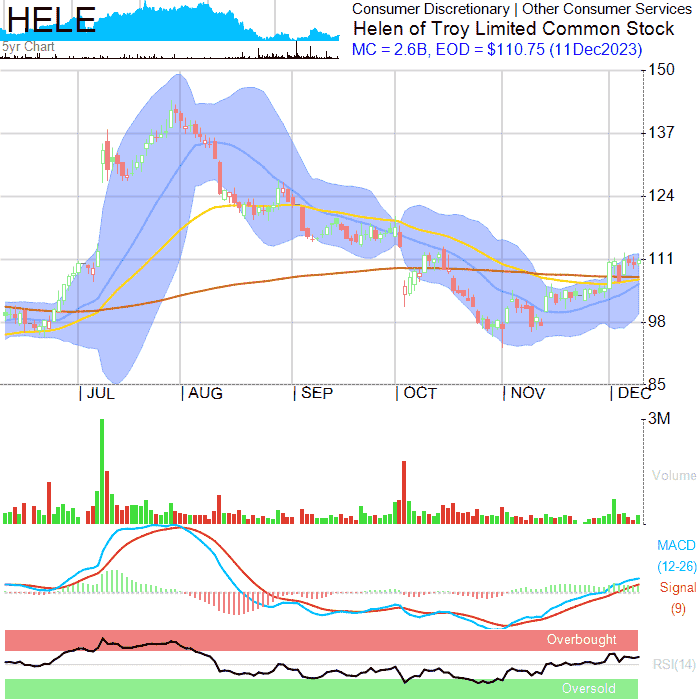 HELE
5yr Chart
Consumer Discretionary | Other Consumer Services
Helen of Troy Limited Common Stock
MC = 2.6B, EOD = $110.75 (11Dec2023)
150
137
124
111
98
85
JUL AUG SEP OCT NOV DEC
3M
Volume
MACD
(12-26)
Signal
(9)
Overbought
RSI(14)
Oversold